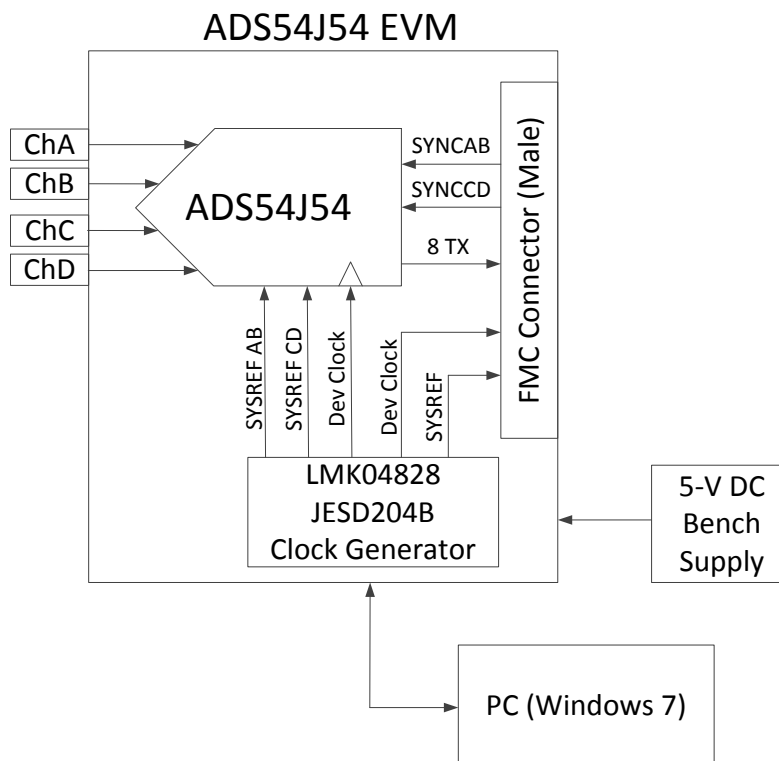 ADS54J54 EVM
ChA
ChB
ChC
ChD
ADS54J54
SYNCAB
SYNCCD
8 TX
FMC Connector (Male)
SYSREF AB
SYSREF CD
Dev Clock
Dev Clock
SYSREF
LMK04828
JESD204B
Clock Generator
5-V DC
Bench
Supply
PC (Windows 7)